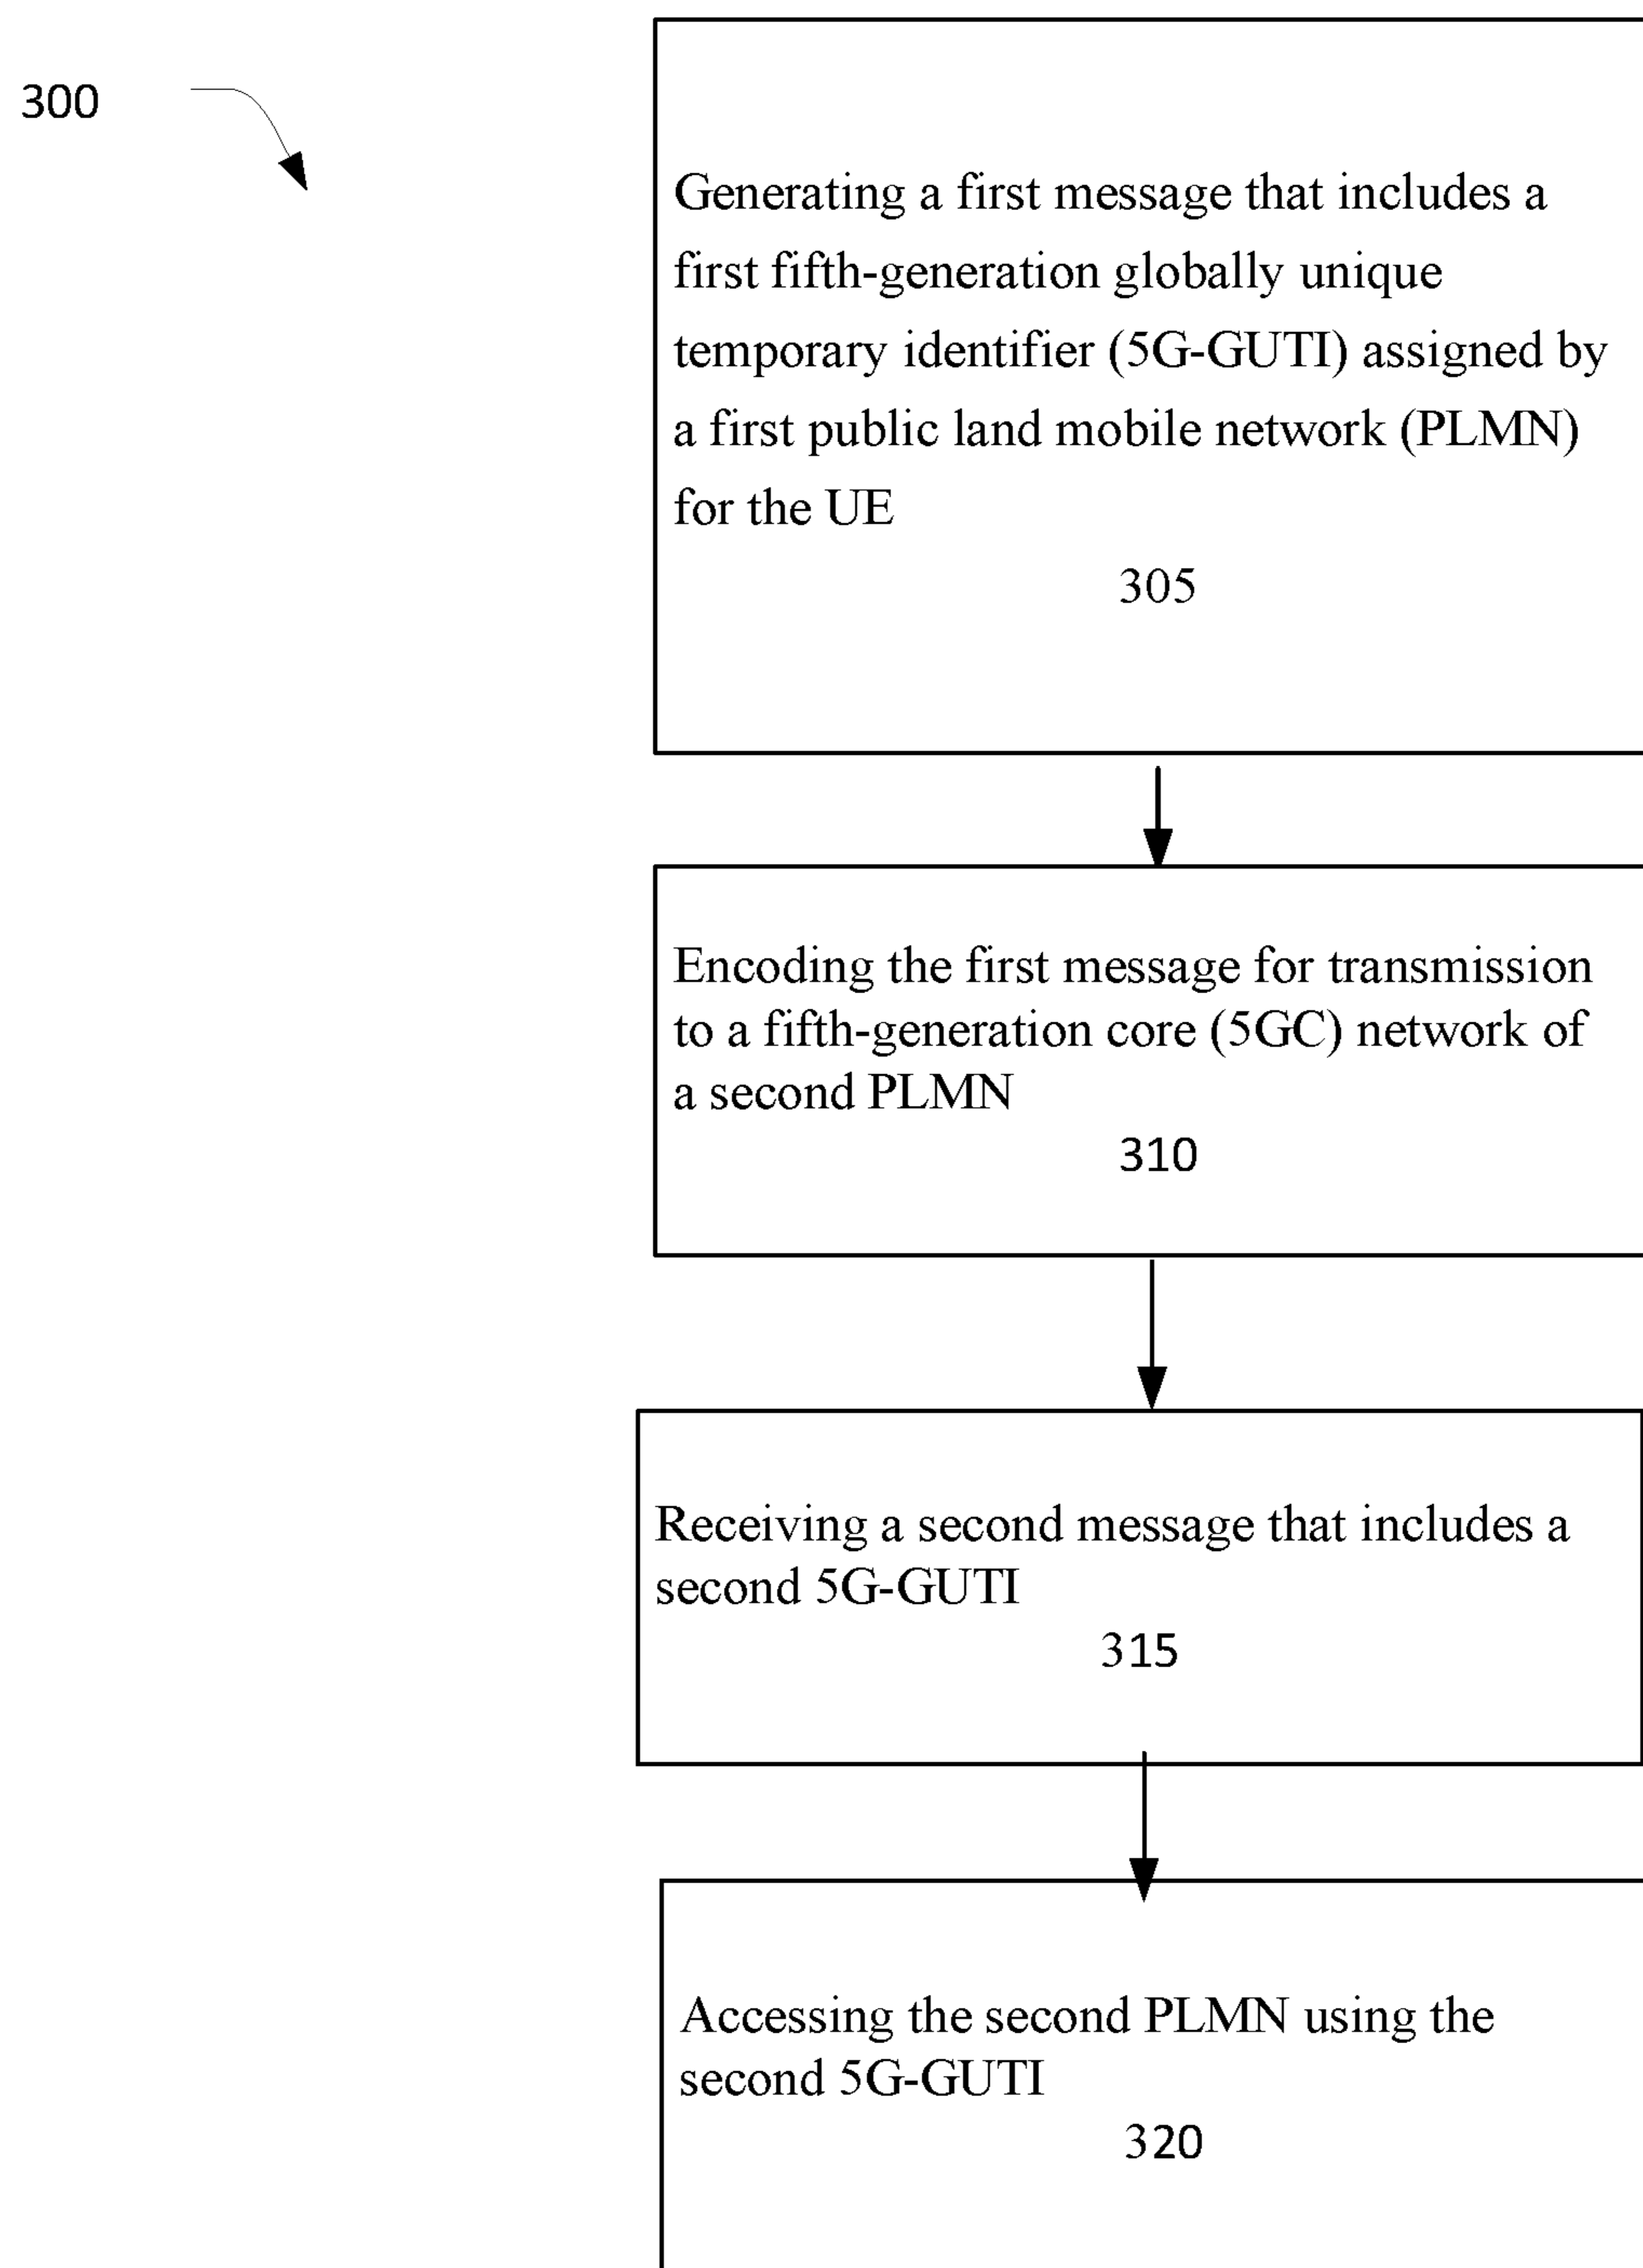 300
Generating a first message that includes a
first fifth-generation globally unique
temporary identifier (5G-GUTI) assigned by
a first public land mobile network (PLMN)
for the UE
305
Encoding the first message for transmission
to a fifth-generation core (5GC) network of
a second PLMN
310
Receiving a second message that includes a
second 5G-GUTI
315
Accessing the second PLMN using the
second 5G-GUTI
320